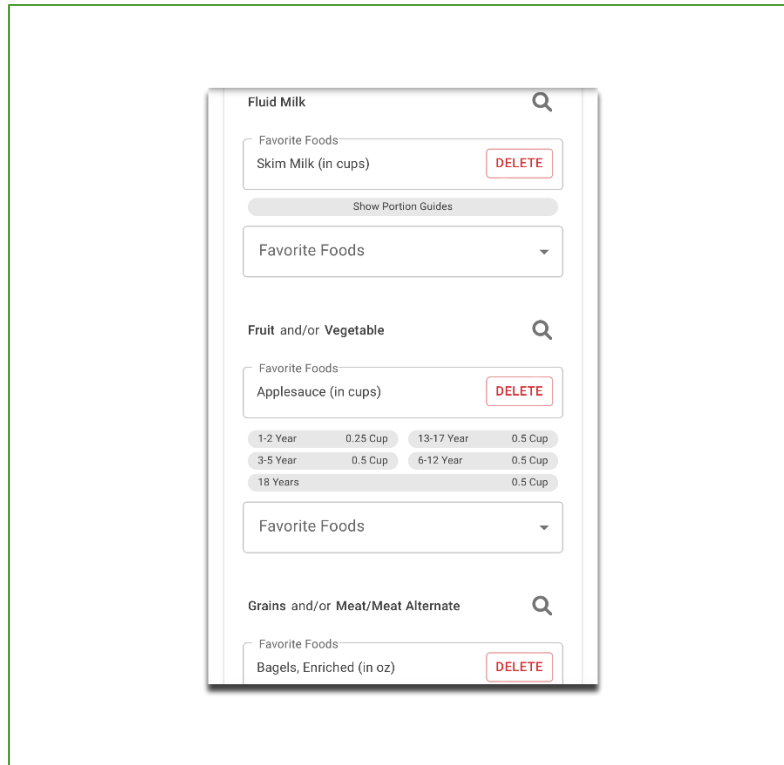 Fluid Milk
Favorite Foods
Skim Milk (in cups) DELETE
Show Portion Guides
Favorite Foods
Fruit and/or Vegetable
Favorite Foods
Applesauce (in cups) DELETE
1-2 Year 0.25 Cup 13-17 Year 0.5 Cup
3-5 Year 0.5 Cup 6-12 Year 0.5 Cup
18 Years 0.5 Cup
Favorite Foods
Grains and/or Meat/Meat Alternate
Favorite Foods
Bagels, Enriched (in oz) DELETE